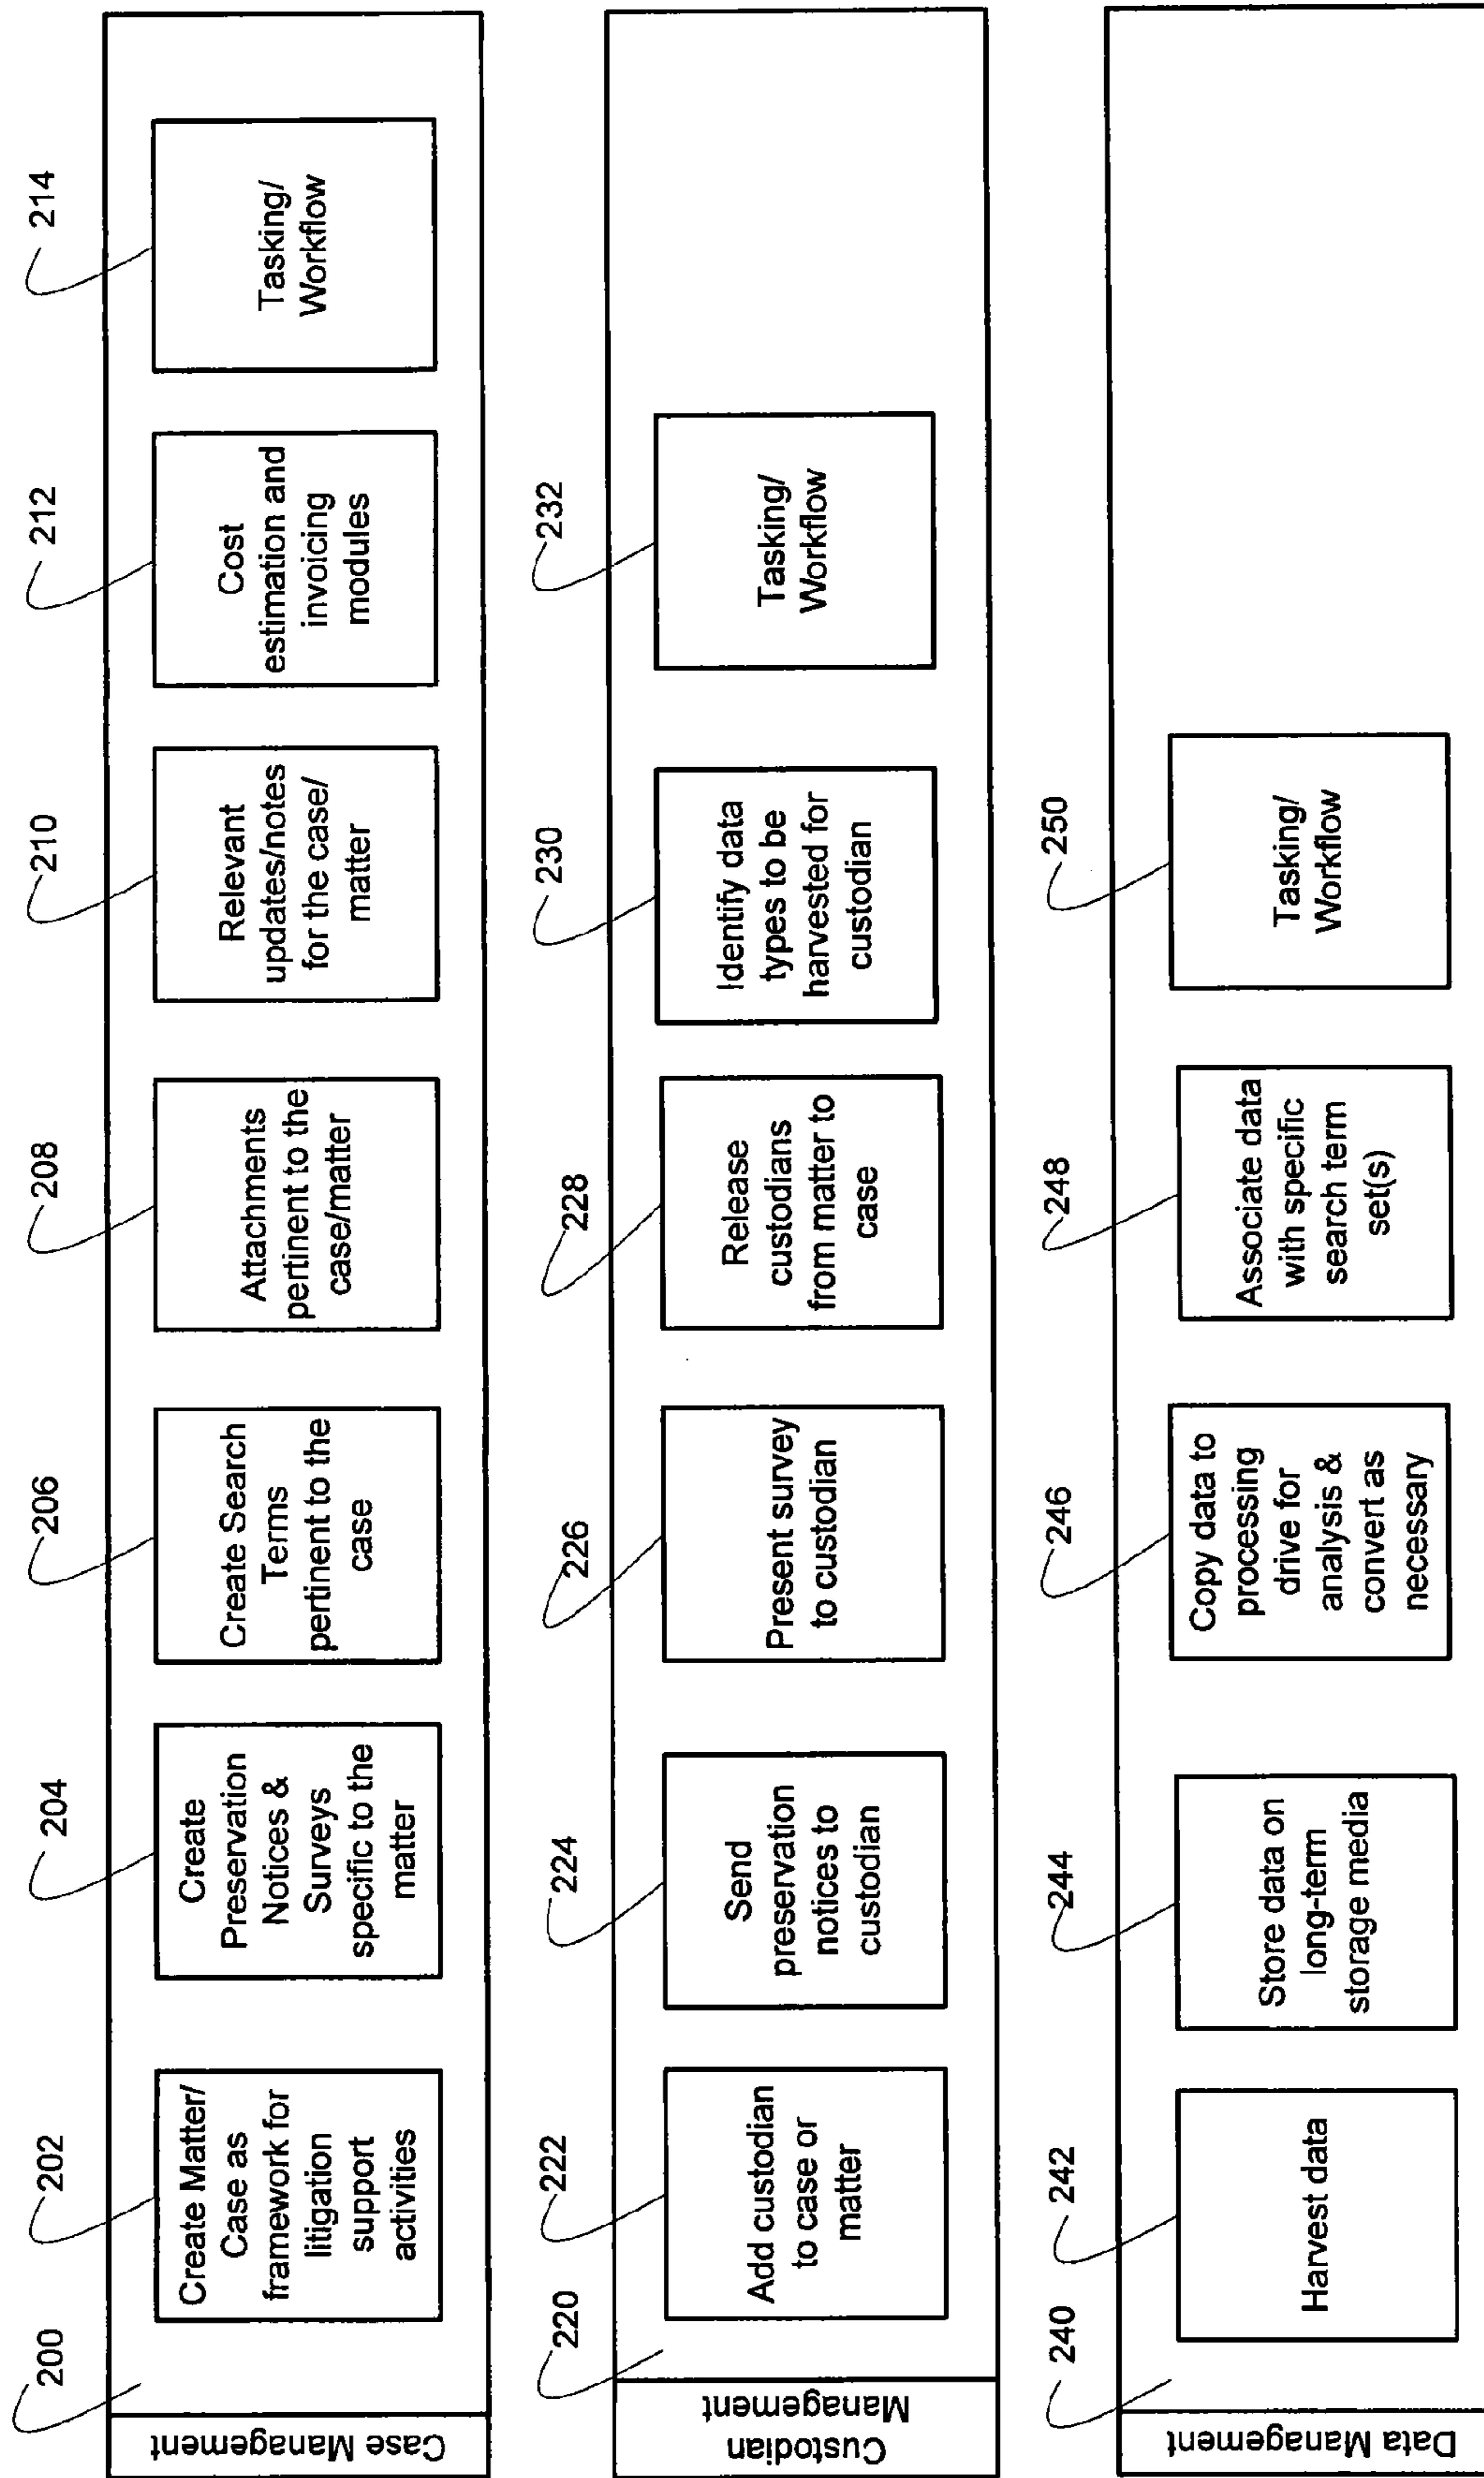 200
202
204
206
208
210
212
214
Case Management
Create Matter/
Case as
framework for
litigation
support
activities
Create
Preservation
Notices &
Surveys
specific to the
matter
Create Search
Terms
pertinent to the
case
Attachments
pertinent to the
case/matter
Relevant
updates/notes
for the case/
matter
Cost
estimation and
invoicing
modules
Tasking/
Workflow
220
222
224
226
228
230
232
Custodian
Management
Add custodian
to case or
matter
Send
preservation
notices to
custodian
Present survey
to custodian
Release
custodians
from matter to
case
Identify data
types to be
harvested for
custodian
Tasking/
Workflow
240
242
244
246
248
250
Data Management
Harvest data
Store data on
long-term
storage media
Copy data to
processing
drive for
analysis &
convert as
necessary
Associate data
with specific
search term
set(s)
Tasking/
Workflow